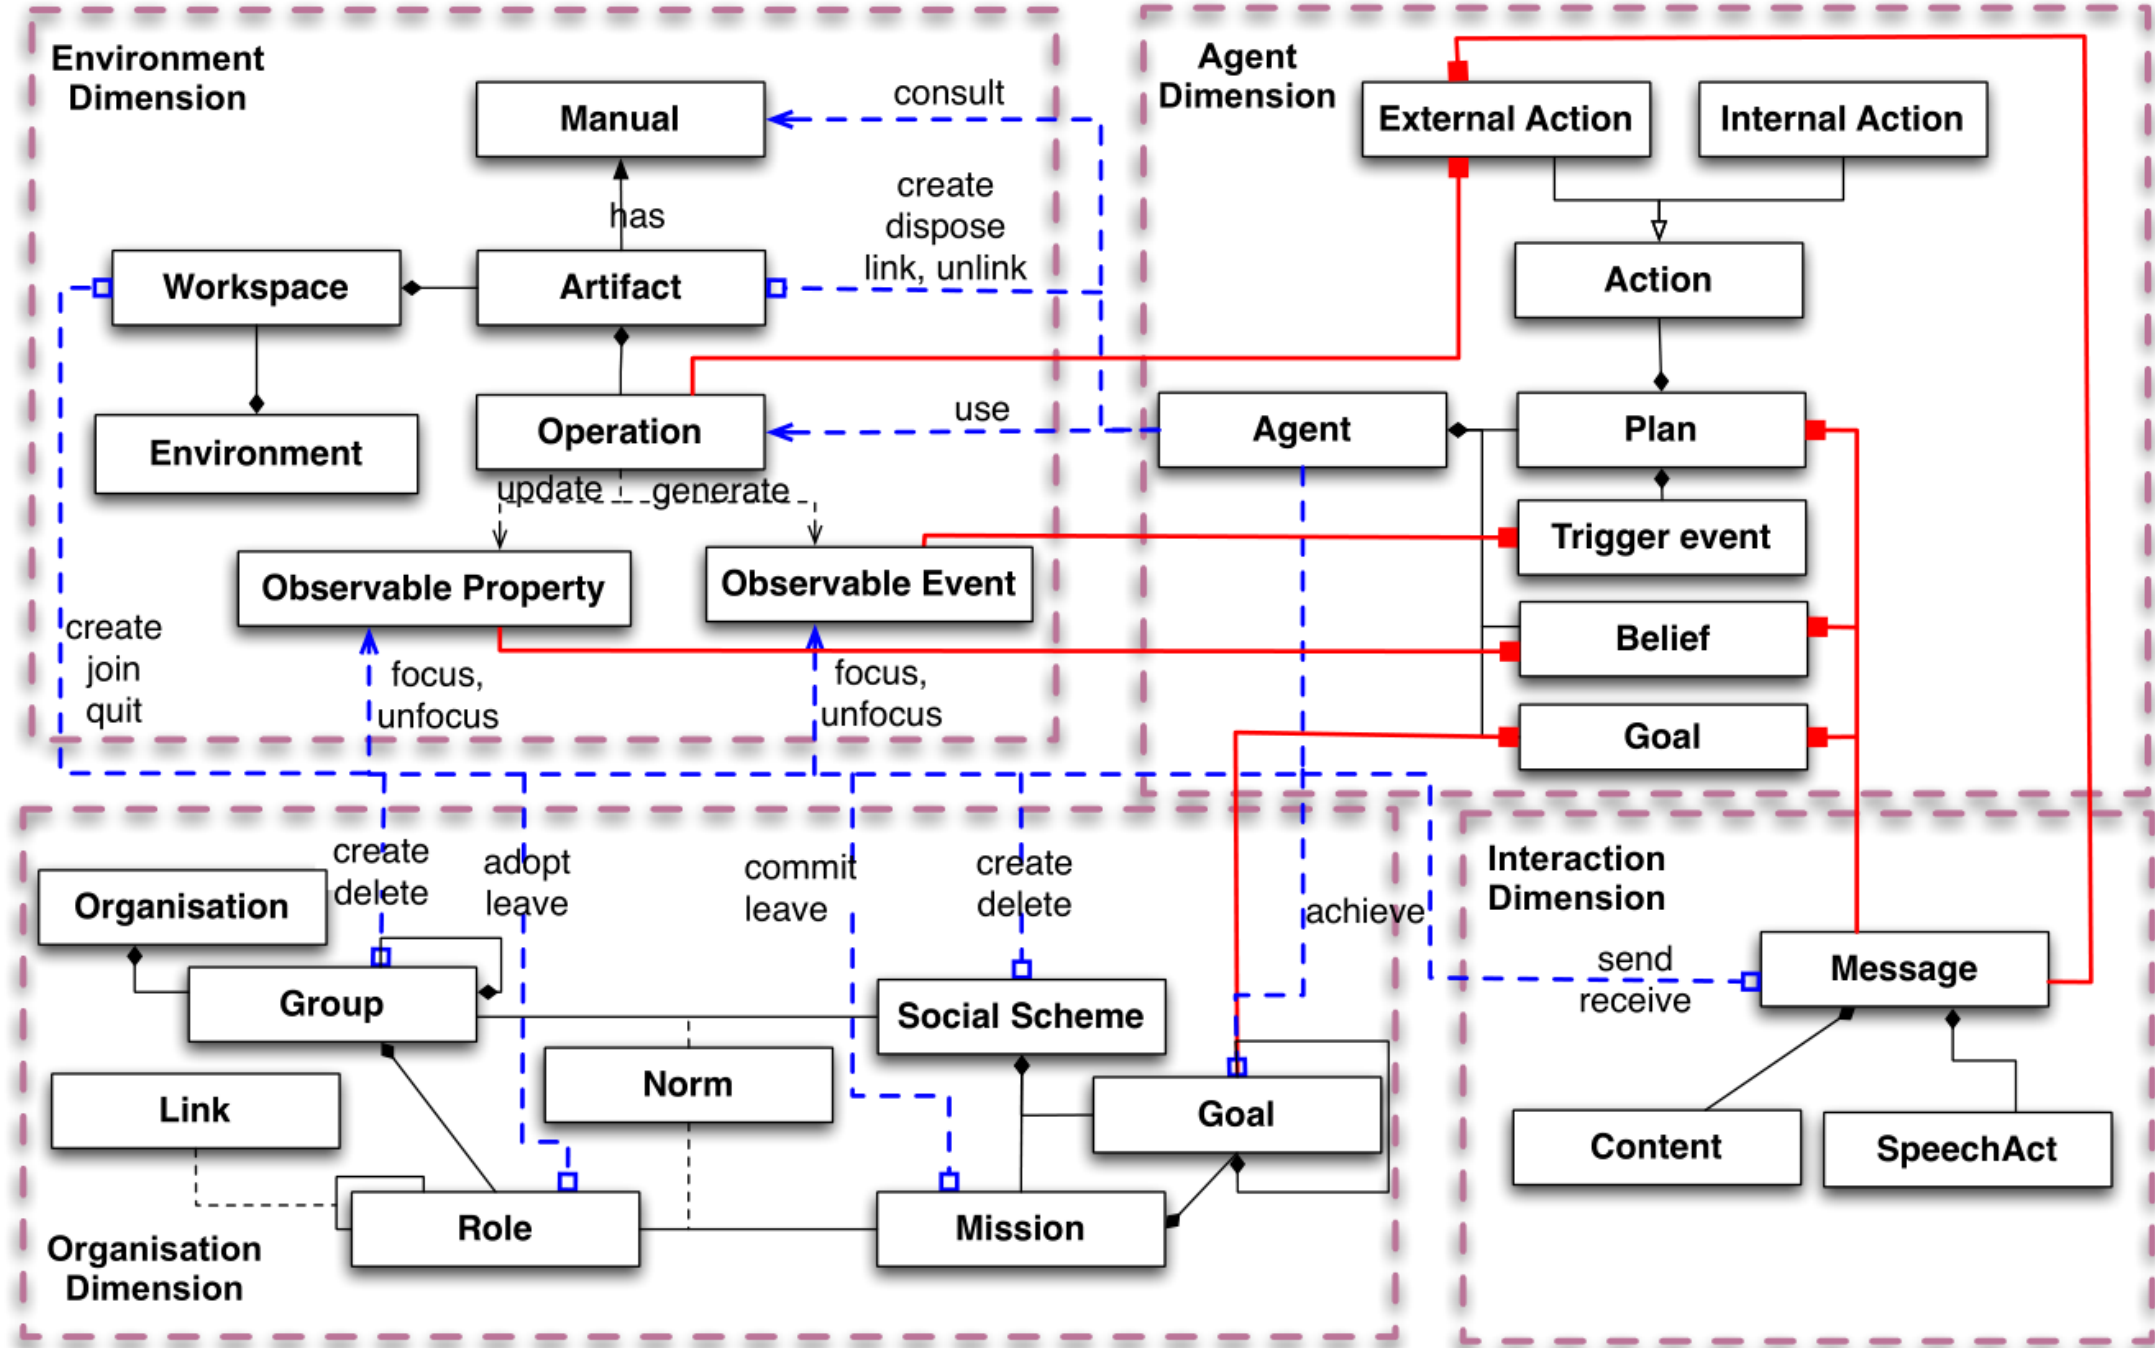 Environment
Dimension
Manual
consult
create
dispose
link, unlink
has
Workspace
Artifact
Environment
Operation
use
update
generate
Observable Property
Observable Event
create
join
quit
focus,
unfocus
focus,
unfocus
Agent
Dimension
External Action
Internal Action
Action
Agent
Plan
Trigger event
Belief
Goal
Organisation
create
delete
adopt
leave
commit
leave
create
delete
achieve
Group
Social Scheme
Link
Norm
Goal
Role
Mission
Organisation
Dimension
Interaction
Dimension
send
receive
Message
Content
SpeechAct